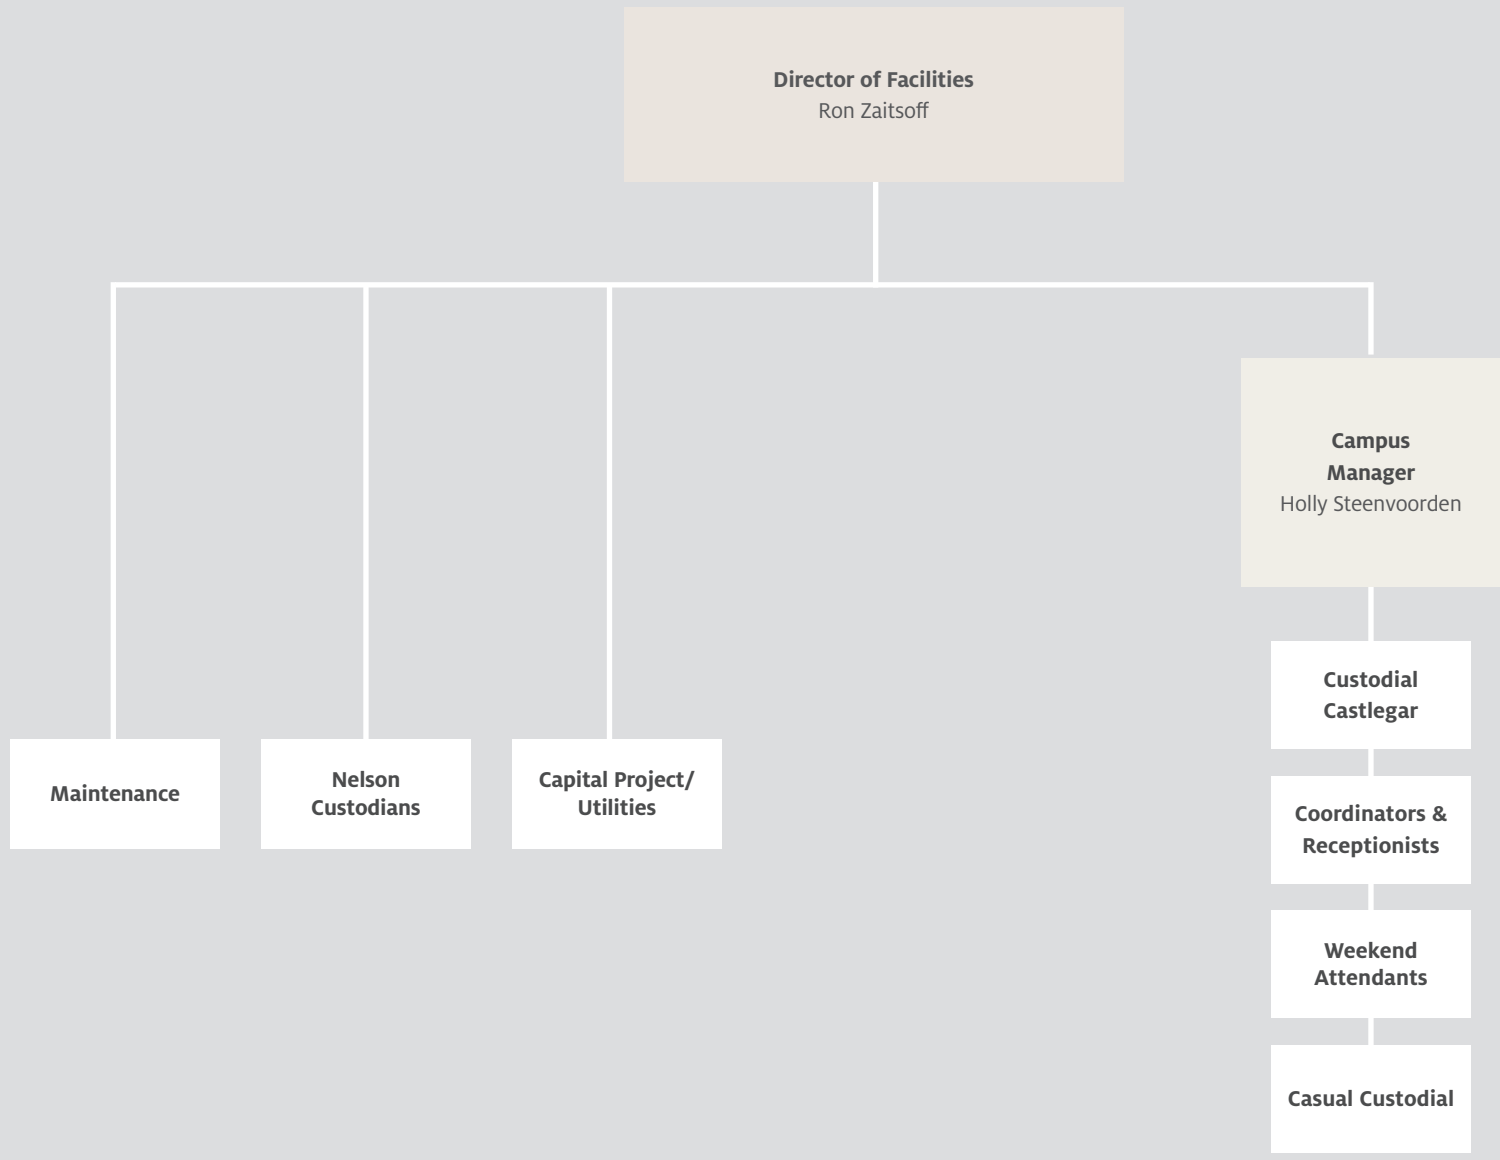 Director of Facilities
Ron Zaitsoff
Campus
Manager
Holly Steenvoorden
Custodial
Castlegar
Maintenance
Nelson
Custodians
Capital Project/
Utilities
Coordinators &
Receptionists
Weekend
Attendants
Casual Custodial